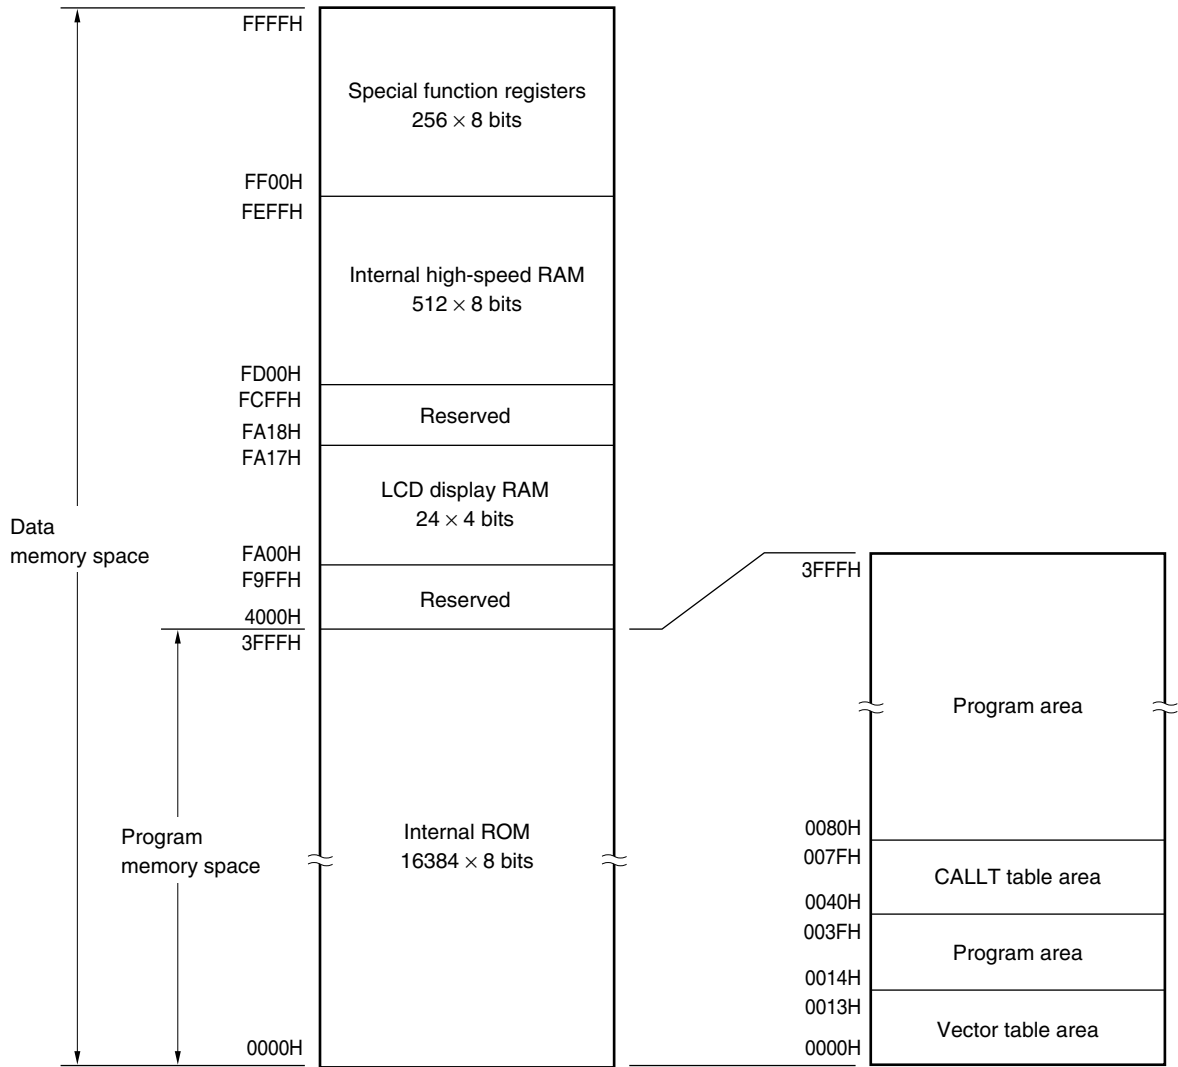 FFFFH
Special function registers
256 × 8 bits
FF00H
FEFFH
Internal high-speed RAM
512 × 8 bits
FD00H
FCFFH
Reserved
FA18H
FA17H
LCD display RAM
24 × 4 bits
Data
memory space
FA00H
F9FFH
Reserved
4000H
3FFFH
Program
memory space
Internal ROM
16384 × 8 bits
0000H
3FFFH
Program area
0080H
007FH
CALLT table area
0040H
003FH
Program area
0014H
0013H
Vector table area
0000H